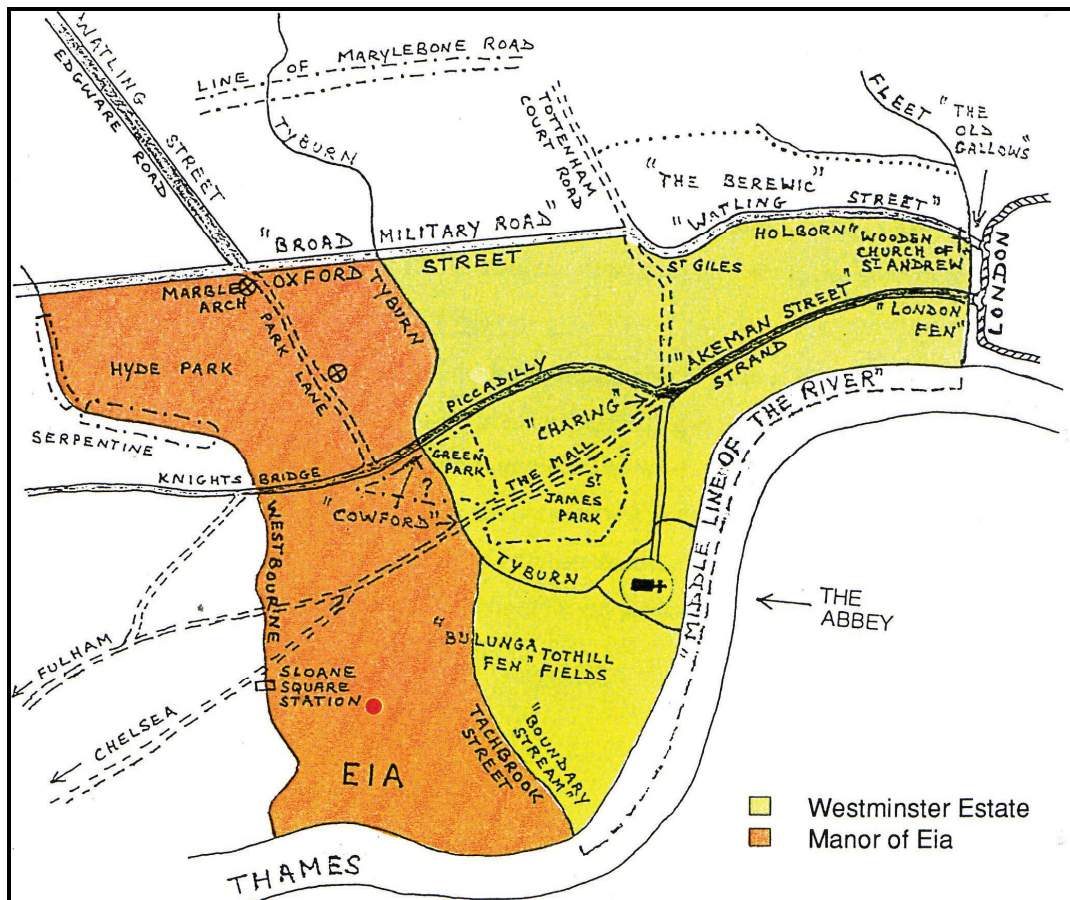 "WATLING
STREET
EDGWARE
ROAD
LINE OF MARYLEBONE ROAD
TYBURN
TOTTENHAM
COURT ROAD
FLEET
"THE
OLD
GALLOWS"
"THE BEREWIC"
"WATLING STREET"
"BROAD MILITARY ROAD"
OXFORD STREET
HOLBORN
"WOODEN
CHURCH OF
ST ANDREW"
ST GILES
LONDON
MARBLE
ARCH
TYBURN
PARK
LANE
HYDE PARK
"AKEMAN STREET"
STRAND
"LONDON
FEN"
PICCADILLY
"CHARING"
SERPENTINE
KNIGHTS BRIDGE
GREEN
PARK
THE MALL
ST
JAMES
PARK
?
"COWFORD"
"MIDDLE LINE OF THE RIVER"
WESTBOURINE
TYBURN
THE
ABBEY
FULHAM
"BULUNGA
FEN"
TOTHILL
FIELDS
SLOANE
SQUARE
STATION
CHELSEA
TACHBROOK
STREET
"BOUNDARY
STREAM"
EIA
THAMES
Westminster Estate
Manor of Eia